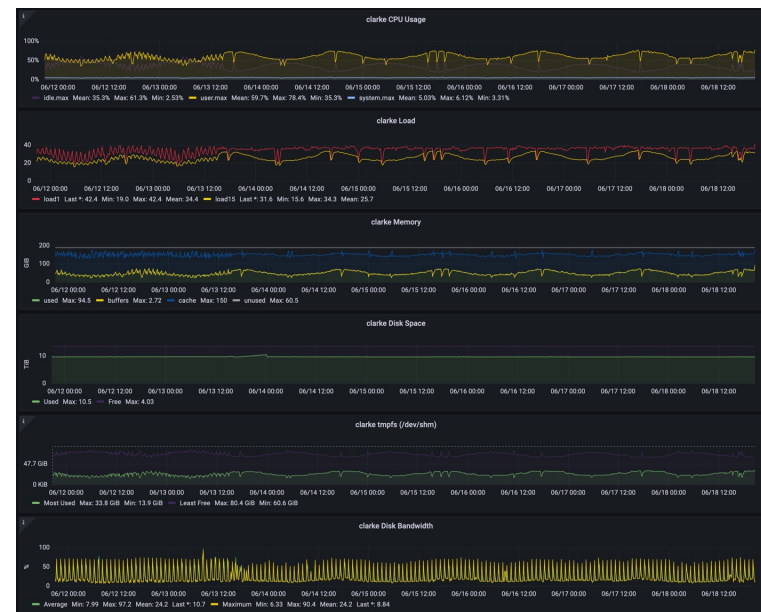 i
clarke CPU Usage
100%
50%
0%
06/12 00:00 06/12 12:00 06/13 00:00 06/13 12:00 06/14 00:00 06/14 12:00 06/15 00:00 06/15 12:00 06/16 00:00 06/16 12:00 06/17 00:00 06/17 12:00 06/18 00:00 06/18 12:00
idle.max Mean: 35.3% Max: 61.3% Min: 2.53% user.max Mean: 59.7% Max: 78.4% Min: 35.3% system.max Mean: 5.03% Max: 6.12% Min: 3.31%
clarke Load
40
20
0
06/12 00:00 06/12 12:00 06/13 00:00 06/13 12:00 06/14 00:00 06/14 12:00 06/15 00:00 06/15 12:00 06/16 00:00 06/16 12:00 06/17 00:00 06/17 12:00 06/18 00:00 06/18 12:00
load1 Last *: 42.4 Min: 19.0 Max: 42.4 Mean: 34.4 load15 Last *: 31.6 Min: 15.6 Max: 34.3 Mean: 25.7
clarke Memory
GiB
200
100
0
06/12 00:00 06/12 12:00 06/13 00:00 06/13 12:00 06/14 00:00 06/14 12:00 06/15 00:00 06/15 12:00 06/16 00:00 06/16 12:00 06/17 00:00 06/17 12:00 06/18 00:00 06/18 12:00
used Max: 94.5 buffers Max: 2.72 cache Max: 150 unused Max: 60.5
clarke Disk Space
TiB
10
0
06/12 00:00 06/12 12:00 06/13 00:00 06/13 12:00 06/14 00:00 06/14 12:00 06/15 00:00 06/15 12:00 06/16 00:00 06/16 12:00 06/17 00:00 06/17 12:00 06/18 00:00 06/18 12:00
Used Max: 10.5 Free Max: 4.03
i
clarke tmpfs (/dev/shm)
47.7 GiB
0 KiB
06/12 00:00 06/12 12:00 06/13 00:00 06/13 12:00 06/14 00:00 06/14 12:00 06/15 00:00 06/15 12:00 06/16 00:00 06/16 12:00 06/17 00:00 06/17 12:00 06/18 00:00 06/18 12:00
Most Used Max: 33.8 GiB Min: 13.9 GiB Least Free Max: 80.4 GiB Min: 60.6 GiB
i
clarke Disk Bandwidth
%
100
50
0
06/12 00:00 06/12 12:00 06/13 00:00 06/13 12:00 06/14 00:00 06/14 12:00 06/15 00:00 06/15 12:00 06/16 00:00 06/16 12:00 06/17 00:00 06/17 12:00 06/18 00:00 06/18 12:00
Average Min: 7.99 Max: 97.2 Mean: 24.2 Last *: 10.7 Maximum Min: 6.33 Max: 90.4 Mean: 24.2 Last *: 8.84